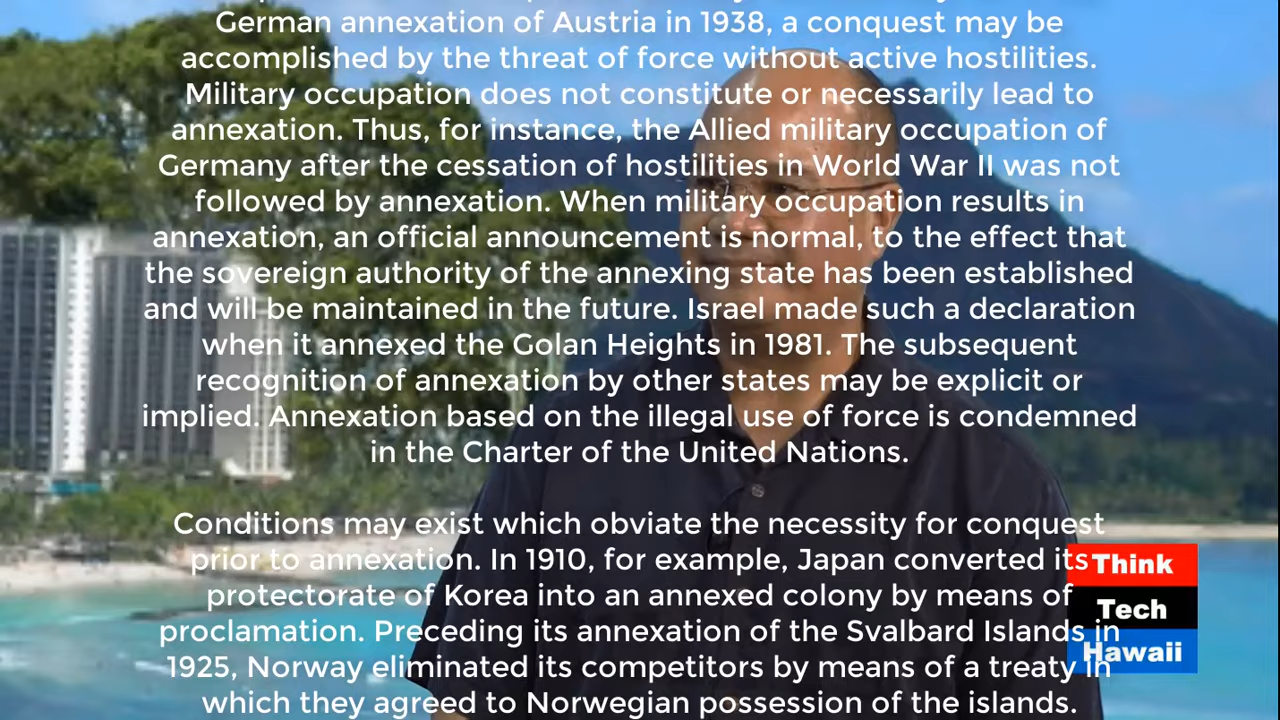 German annexation of Austria in 1938, a conquest may be
accomplished by the threat of force without active hostilities.
Military occupation does not constitute or necessarily lead to
annexation. Thus, for instance, the Allied military occupation of
Germany after the cessation of hostilities in World War II was not
followed by annexation. When military occupation results in
annexation, an official announcement is normal, to the effect that
the sovereign authority of the annexing state has been established
and will be maintained in the future. Israel made such a declaration
when it annexed the Golan Heights in 1981. The subsequent
recognition of annexation by other states may be explicit or
implied. Annexation based on the illegal use of force is condemned
in the Charter of the United Nations.
Conditions may exist which obviate the necessity for conquest
prior to annexation. In 1910, for example, Japan converted its
protectorate of Korea into an annexed colony by means of
proclamation. Preceding its annexation of the Svalbard Islands in
1925, Norway eliminated its competitors by means of a treaty in
which they agreed to Norwegian possession of the islands.
Think
Tech
Hawaii